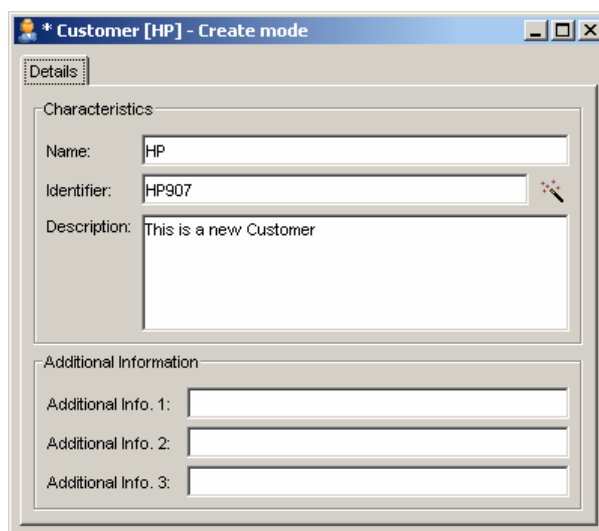 * Customer [HP] - Create mode
Details
Characteristics
Name: HP
Identifier: HP907
Description: This is a new Customer
Additional Information
Additional Info. 1:
Additional Info. 2:
Additional Info. 3: